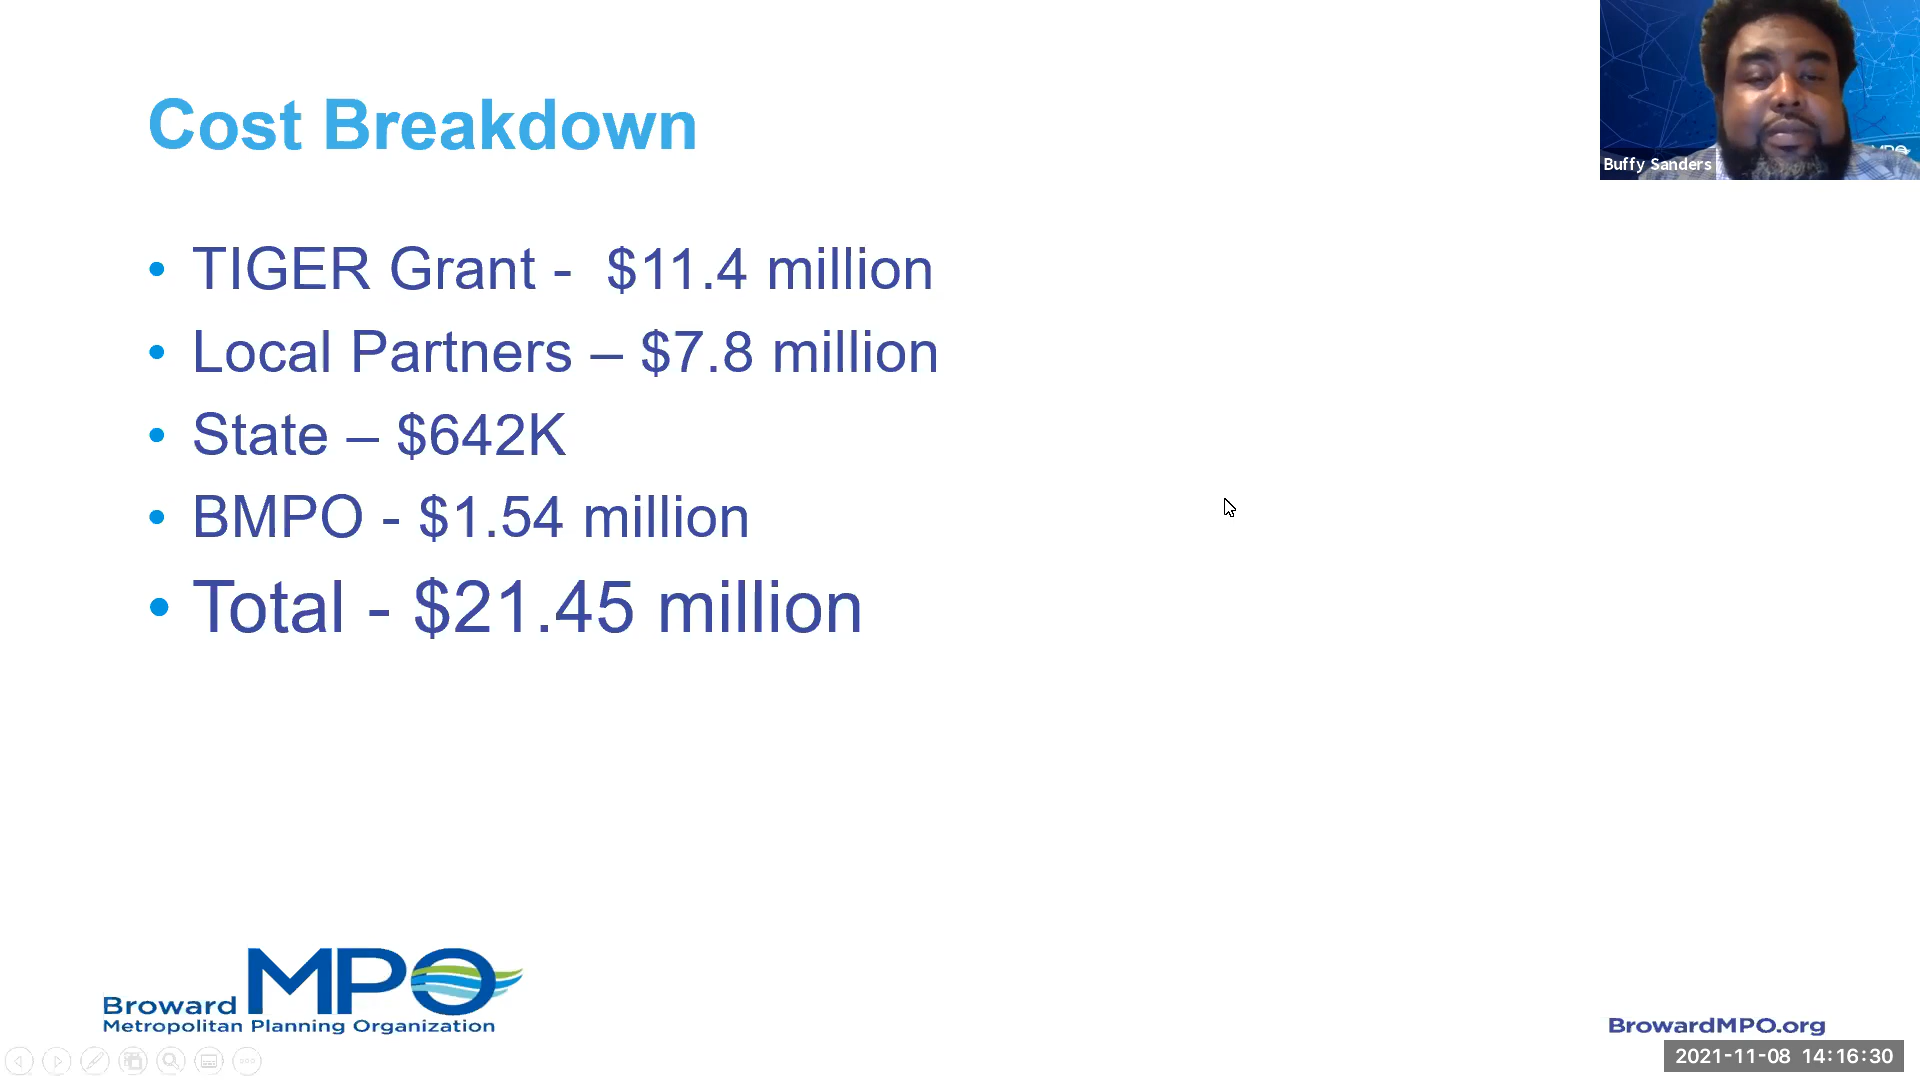 Cost Breakdown
Buffy Sanders
• TIGER Grant -  $11.4 million
• Local Partners – $7.8 million
• State – $642K
• BMPO - $1.54 million
• Total - $21.45 million
Broward MPO
Metropolitan Planning Organization
BrowardMPO.org
2021-11-08 14:16:30